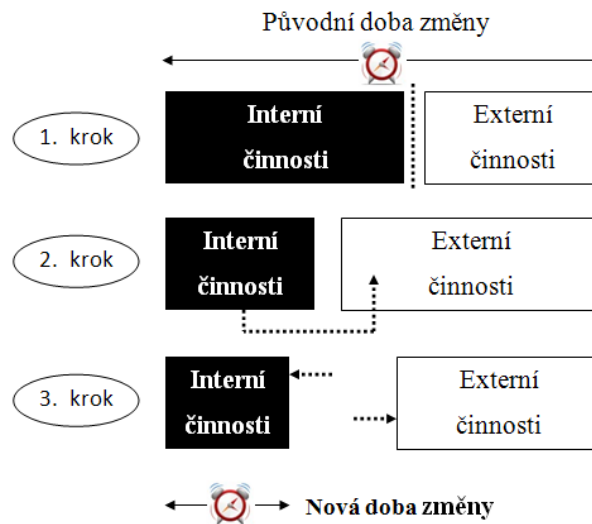 Původní doba změny
1. krok
Interní
činnosti
Externí
činnosti
2. krok
Interní
činnosti
Externí
činnosti
3. krok
Interní
činnosti
Externí
činnosti
Nová doba změny